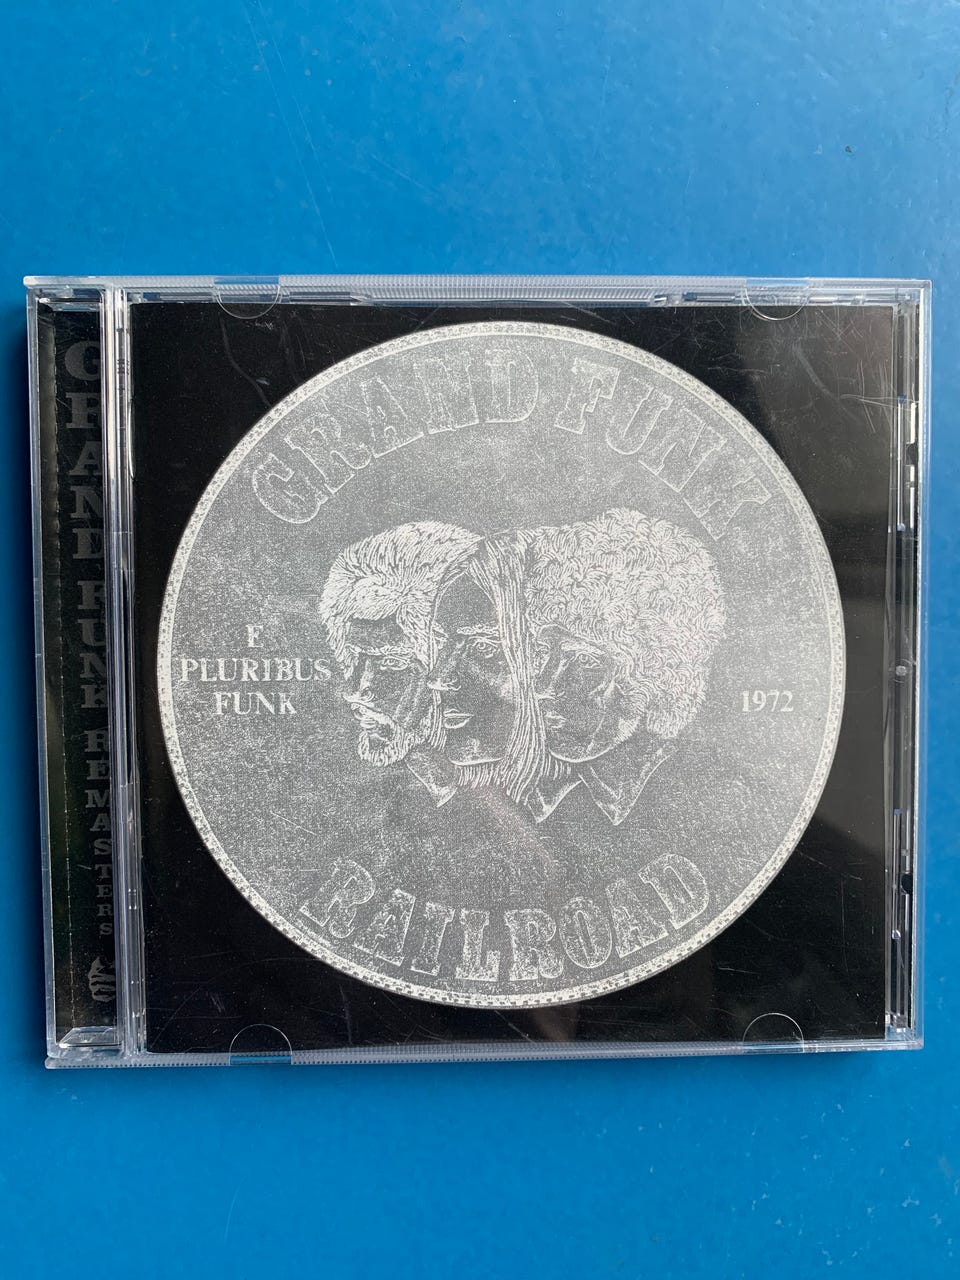 GRAND FUNK REMASTERS
GRAND FUNK
E
PLURIBUS
FUNK
1972
RAILROAD